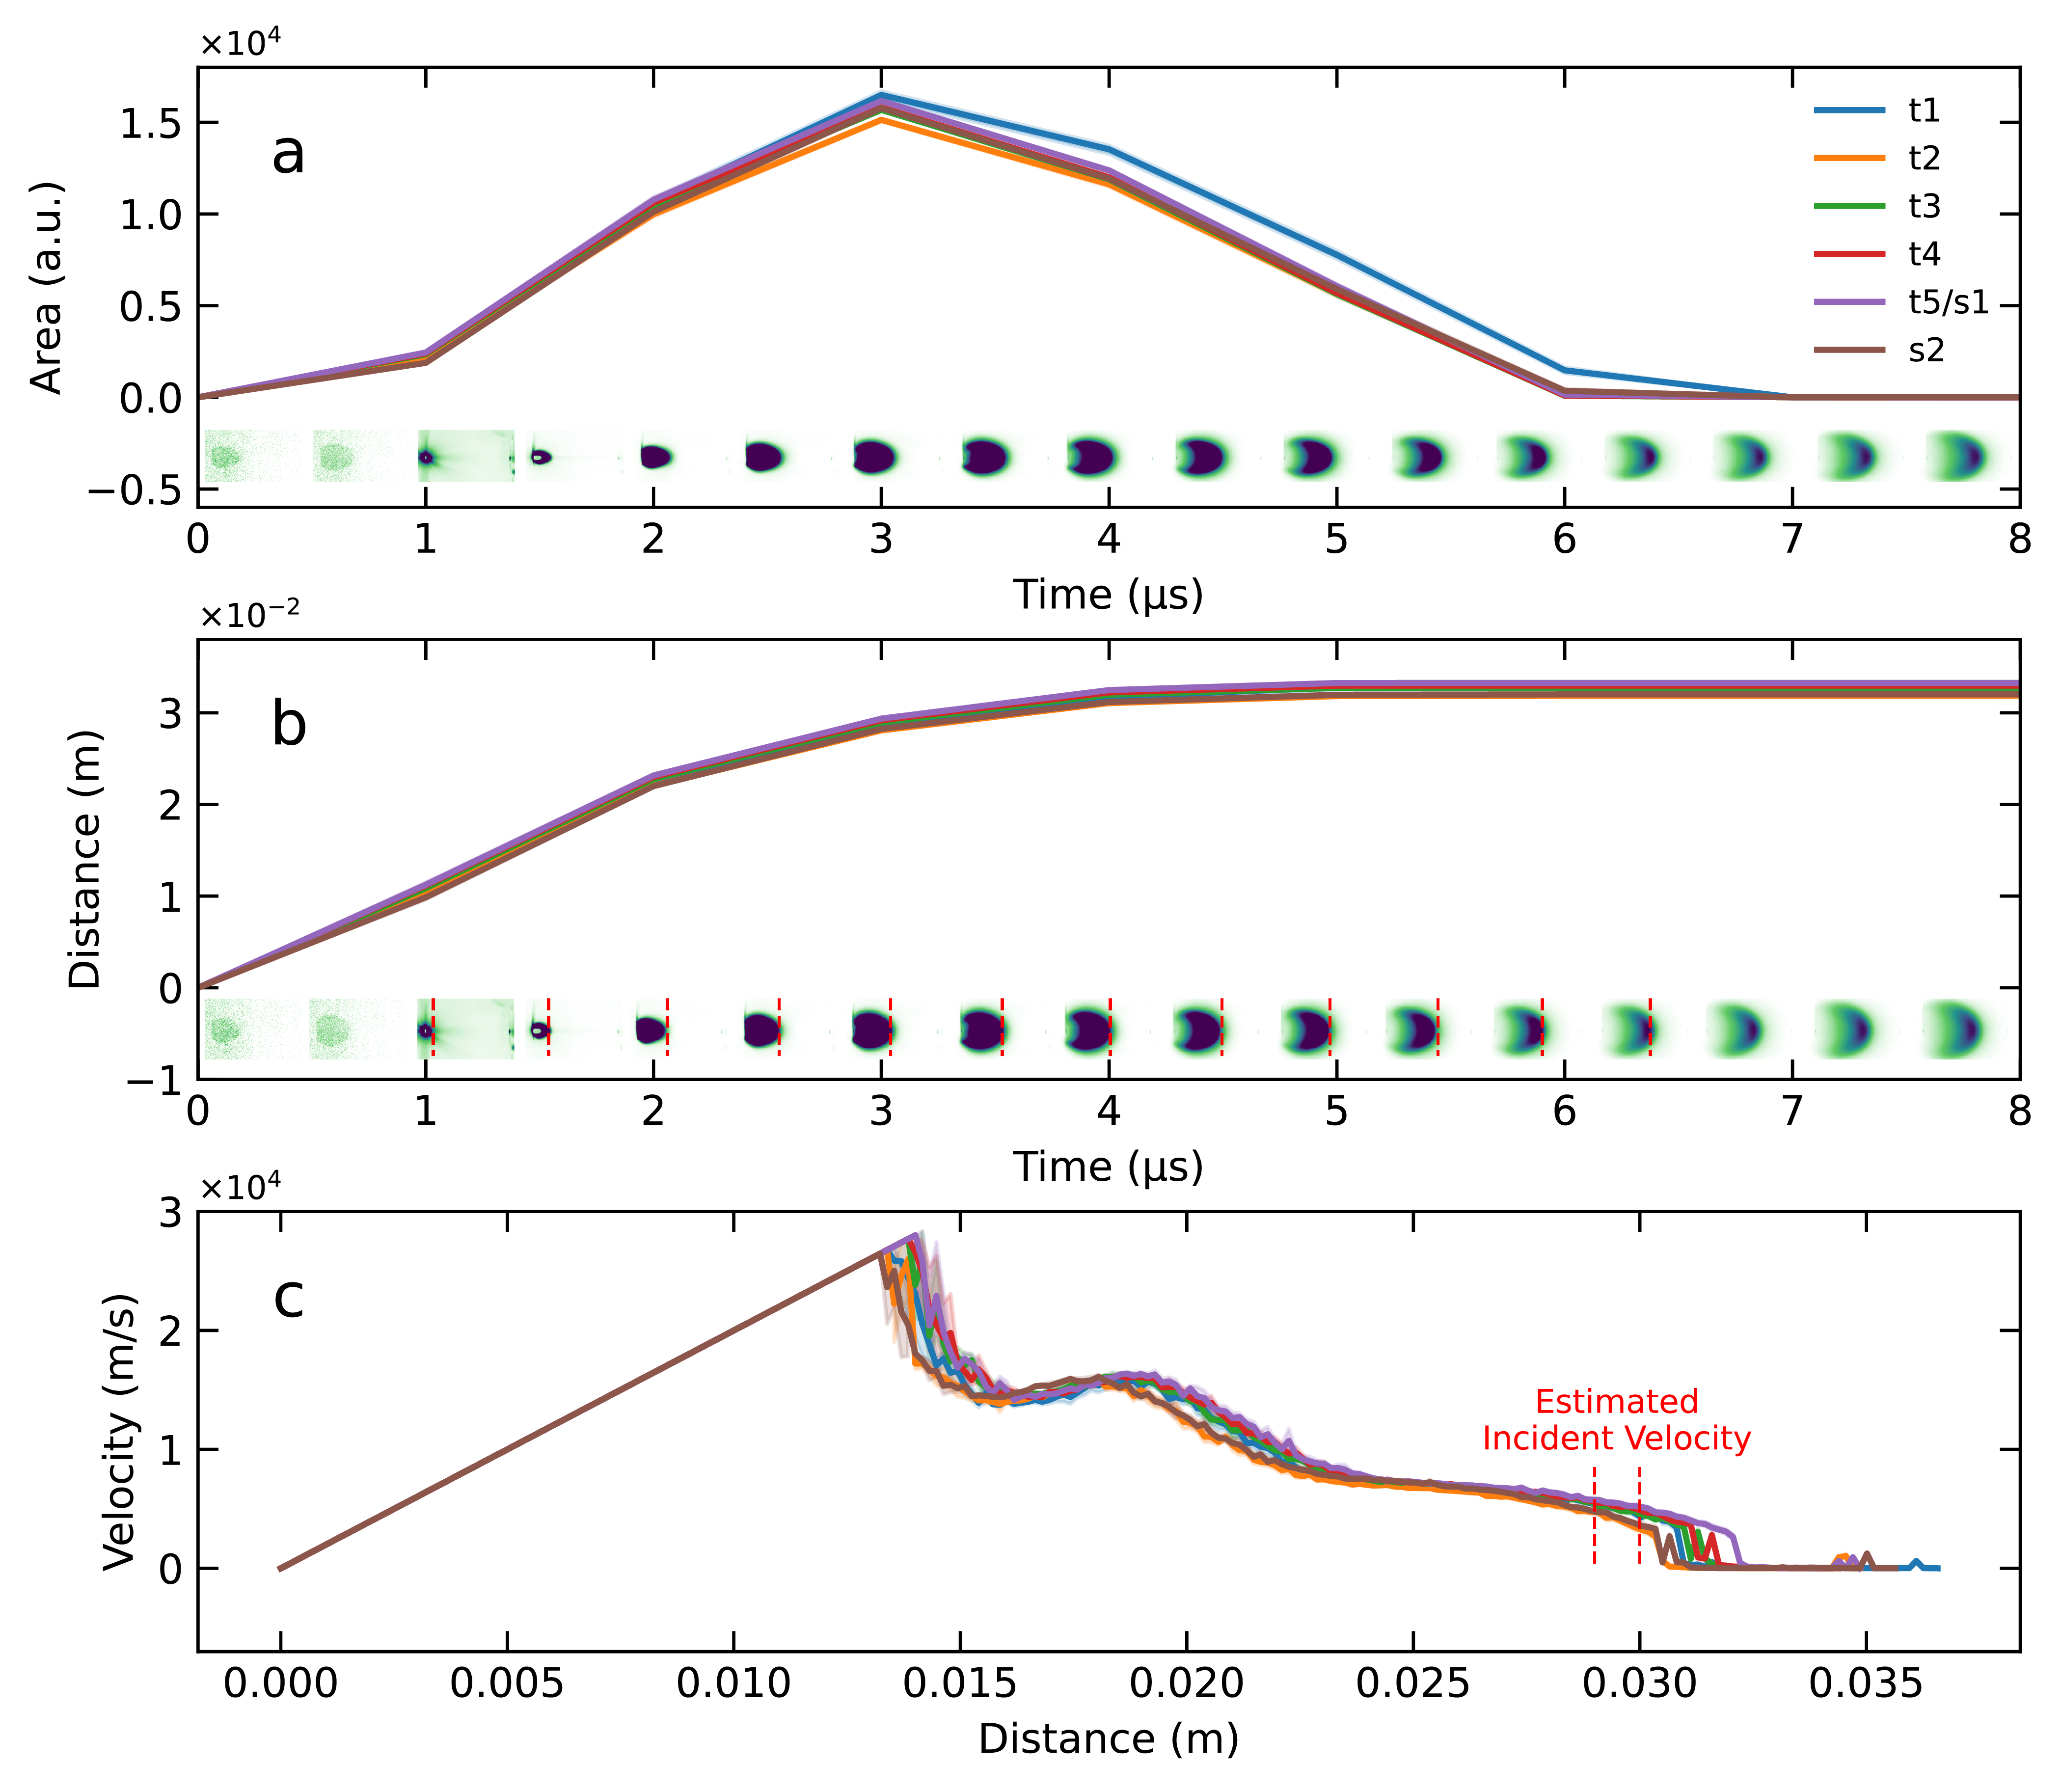 ×10⁴
a
1.5
1.0
0.5
0.0
−0.5
Area (a.u.)
t1
t2
t3
t4
t5/s1
s2
0 1 2 3 4 5 6 7 8
Time (μs)
×10⁻²
b
3
2
1
0
−1
Distance (m)
0 1 2 3 4 5 6 7 8
Time (μs)
×10⁴
c
3
2
1
0
Velocity (m/s)
Estimated
Incident Velocity
0.000 0.005 0.010 0.015 0.020 0.025 0.030 0.035
Distance (m)